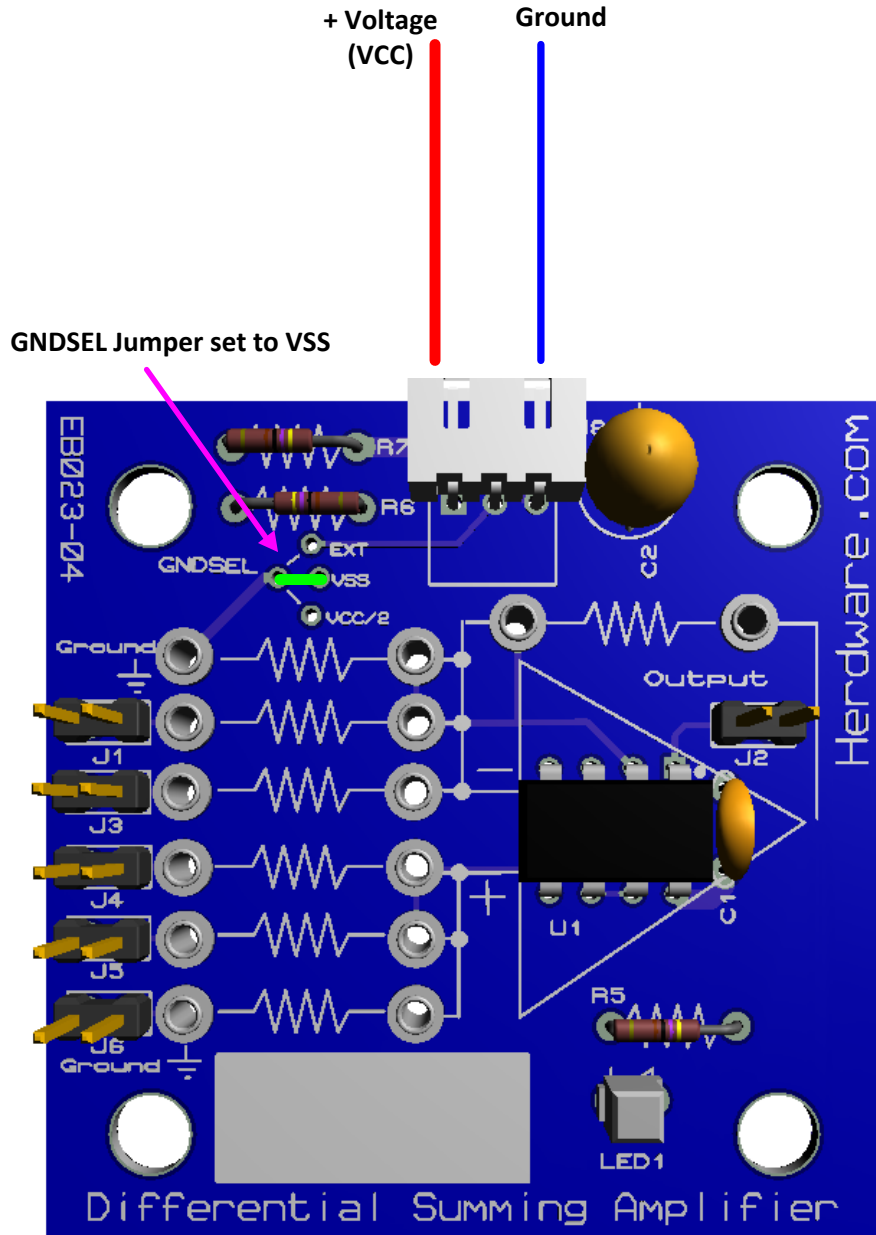 + Voltage
(VCC)
Ground
GNDSEL Jumper set to VSS
EB023-04
R7
R6
C2
Herdware.com
GNDSEL
EXT
VSS
VCC/2
Ground
Output
J1
J2
J3
-
J4
+
U1
C1
J5
R5
J6
Ground
LED1
Differential Summing Amplifier